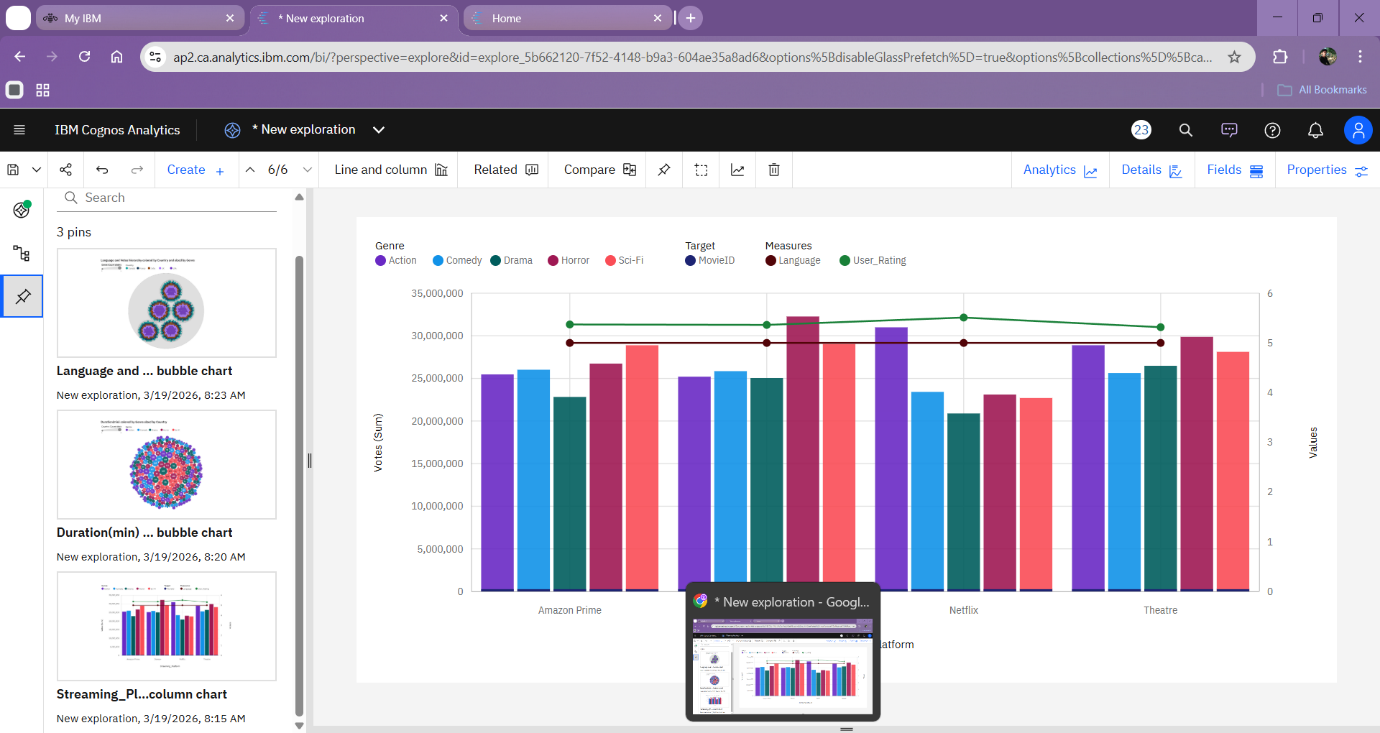 My IBM
* New exploration
Home
ap2.ca.analytics.ibm.com/bi/?perspective=explore&id=explore_5b662120-7f52-4148-b9a3-604ae35a8ad6&options%5BdisableGlassPrefetch%5D=true&options%5Bcollections%5D%5Bca...
All Bookmarks
IBM Cognos Analytics
* New exploration
23
Create +
6/6
Line and column
Related
Compare
Analytics
Details
Fields
Properties
Search
3 pins
Language and ... bubble chart
New exploration, 3/19/2026, 8:23 AM
Duration(min) ... bubble chart
New exploration, 3/19/2026, 8:20 AM
Streaming_Pl...column chart
New exploration, 3/19/2026, 8:15 AM
Genre
Action
Comedy
Drama
Horror
Sci-Fi
Target
MovieID
Measures
Language
User_Rating
Votes (Sum)
35,000,000
30,000,000
25,000,000
20,000,000
15,000,000
10,000,000
5,000,000
0
6
5
4
3
2
1
0
Values
Amazon Prime
Netflix
Theatre
latform
* New exploration - Googl...